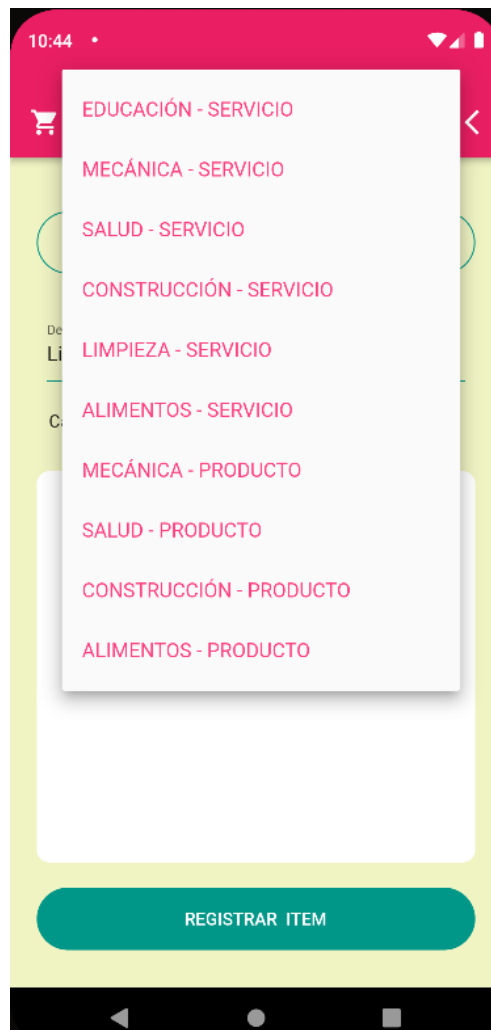 10:44
EDUCACIÓN - SERVICIO
MECÁNICA - SERVICIO
SALUD - SERVICIO
CONSTRUCCIÓN - SERVICIO
LIMPIEZA - SERVICIO
ALIMENTOS - SERVICIO
MECÁNICA - PRODUCTO
SALUD - PRODUCTO
CONSTRUCCIÓN - PRODUCTO
ALIMENTOS - PRODUCTO
REGISTRAR ITEM